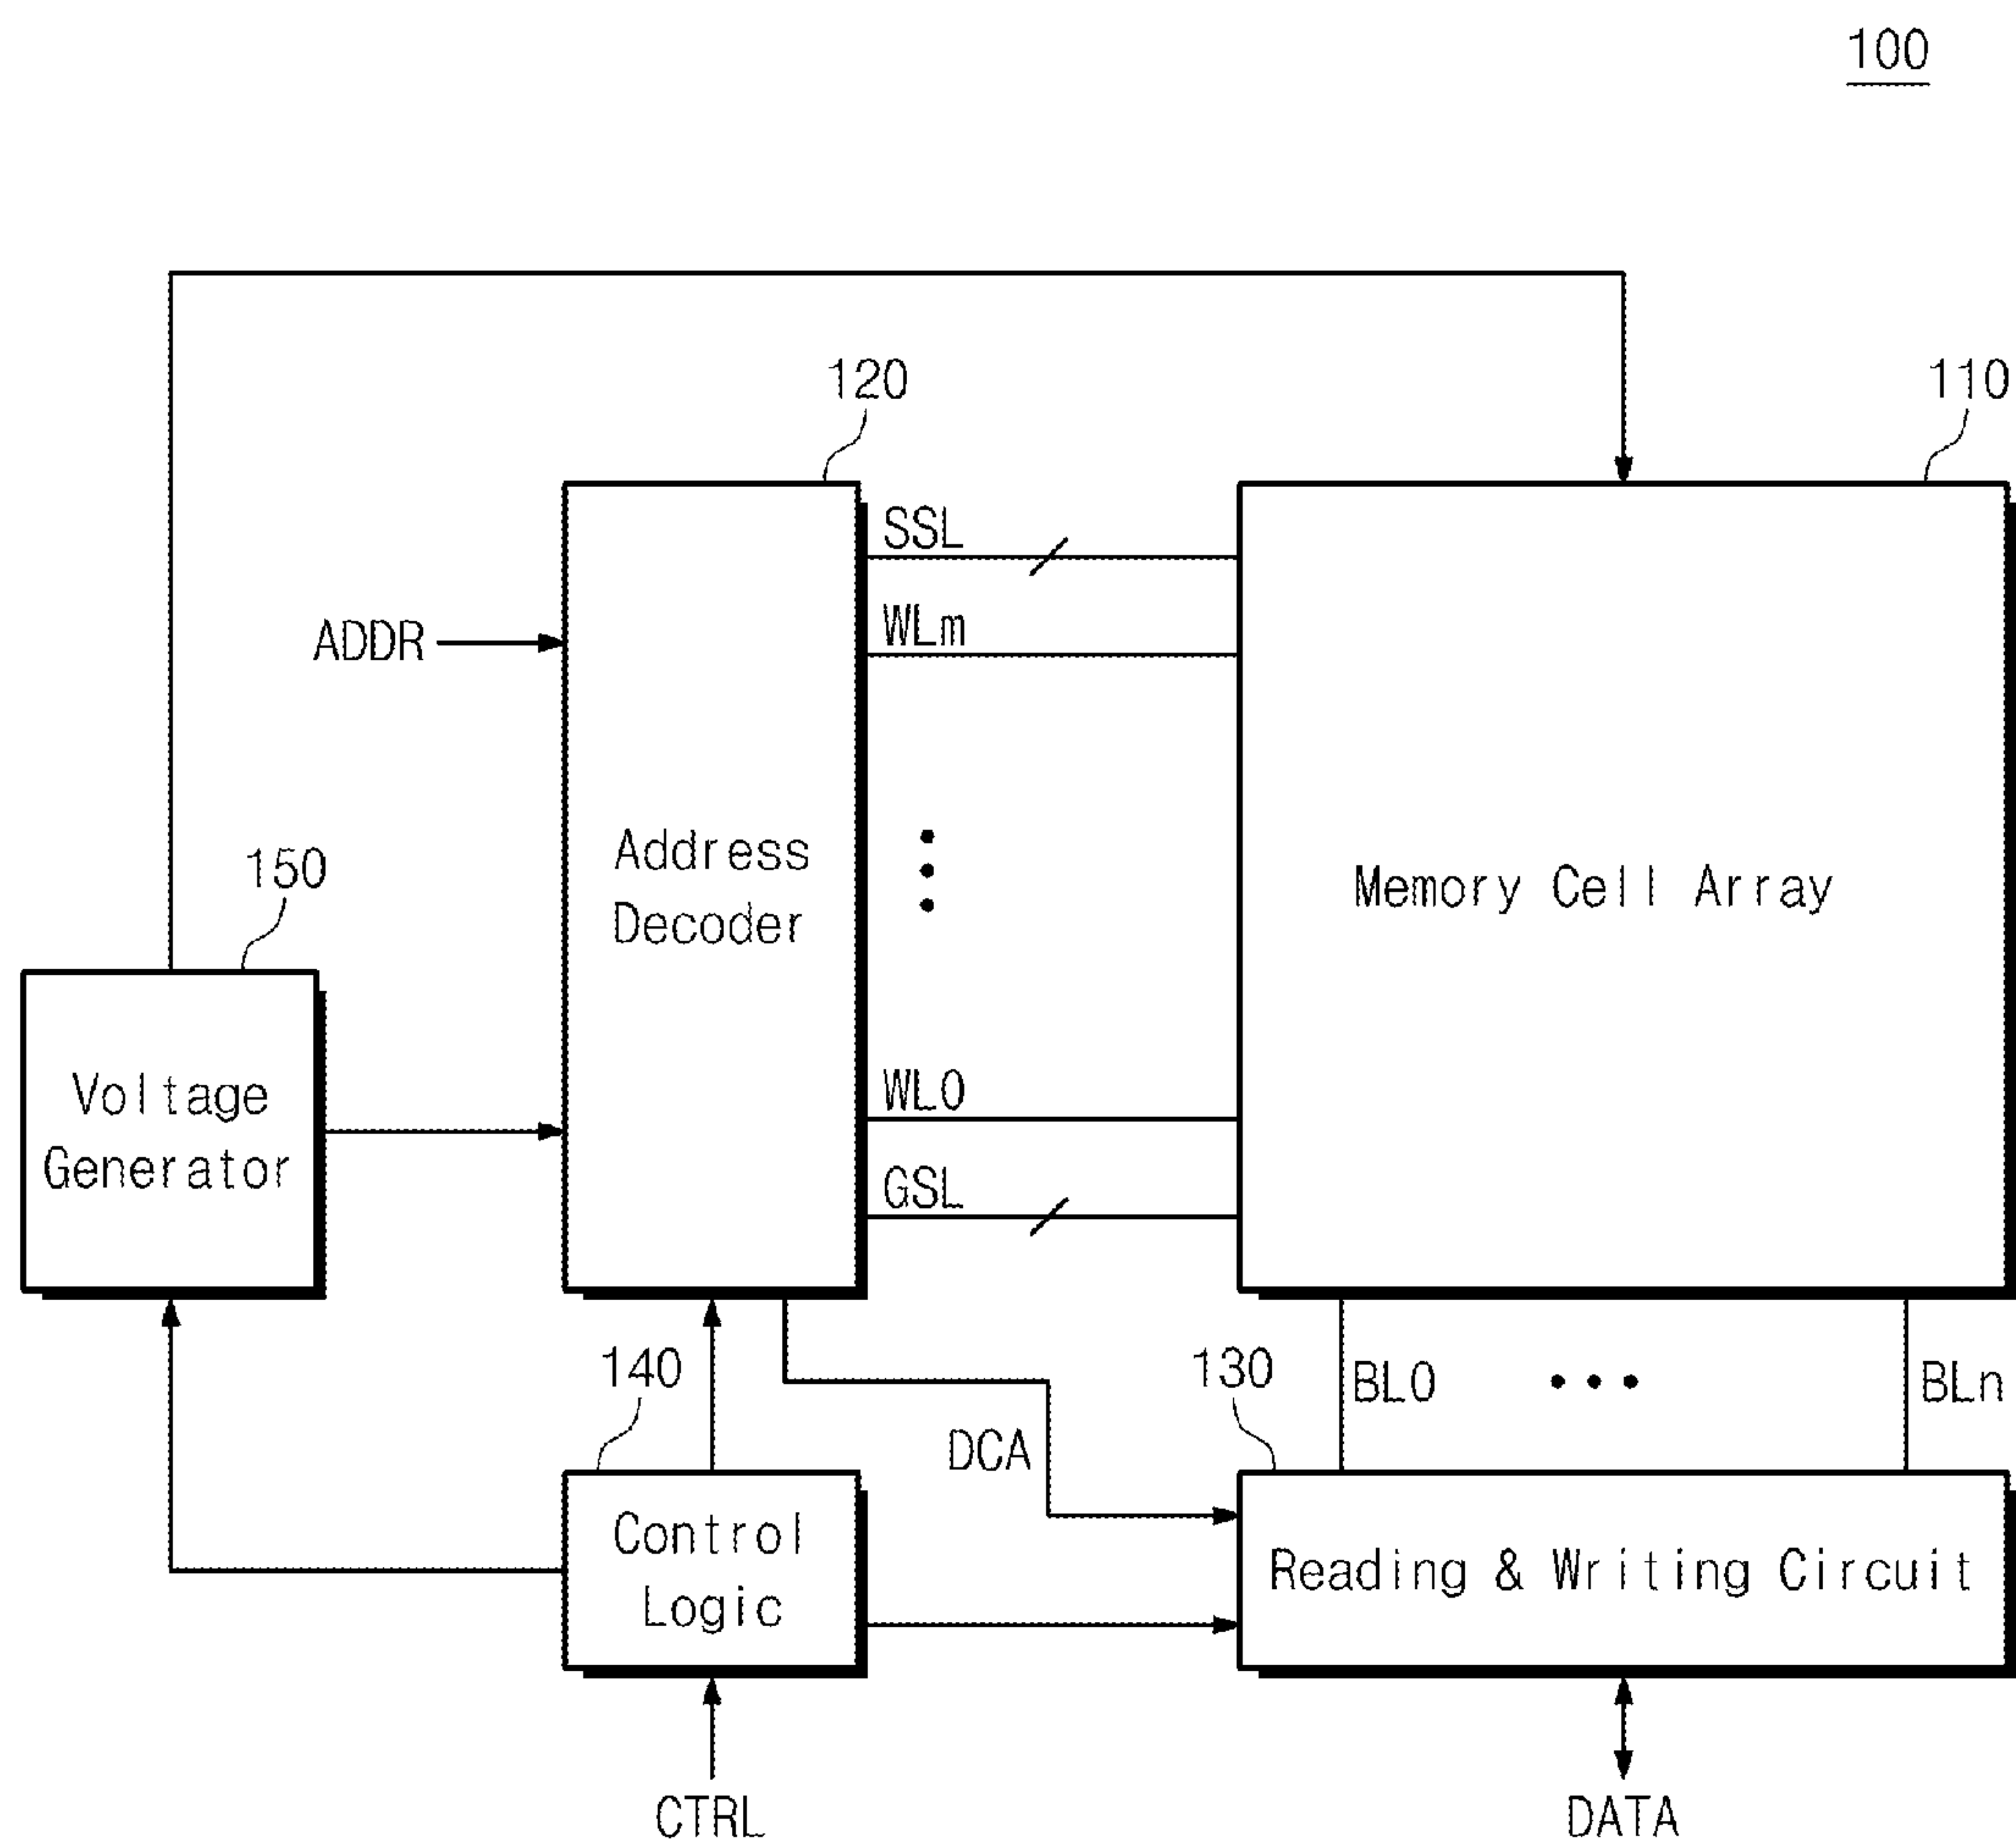 100
120
110
SSL
WLm
ADDR
Address
Decoder
Memory Cell Array
150
Voltage
Generator
WL0
GSL
140
130
BL0
BLn
DCA
Control
Logic
Reading & Writing Circuit
CTRL
DATA